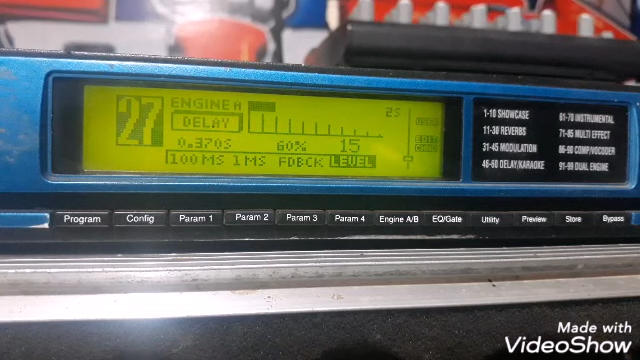 27
ENGINE A
DELAY
2S
USER
EDIT
0.370S 60% 15
100MS 1MS FDBCK LEVEL
1-10 SHOWCASE
11-30 REVERBS
31-45 MODULATION
46-60 DELAY/KARAOKE
61-70 INSTRUMENTAL
71-85 MULTI EFFECT
86-90 COMP/VOCODER
91-99 DUAL ENGINE
Program Config Param 1 Param 2 Param 3 Param 4 Engine A/B EQ/Gate Utility Preview Store Bypass
Made with
VideoShow